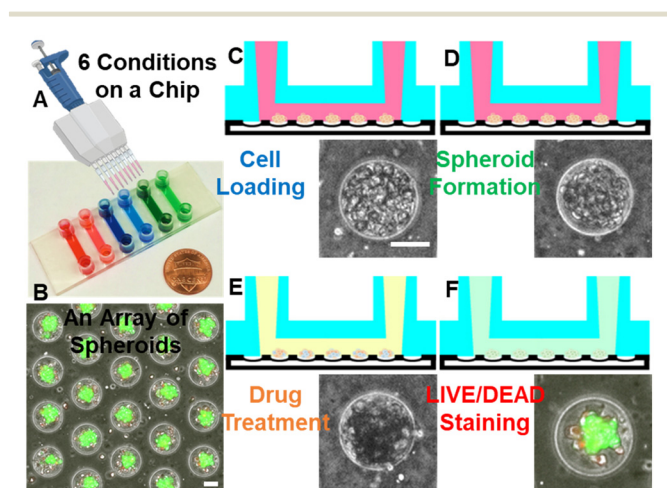 6 Conditions
on a Chip
A
B
An Array of
Spheroids
C
Cell
Loading
D
Spheroid
Formation
E
Drug
Treatment
F
LIVE/DEAD
Staining